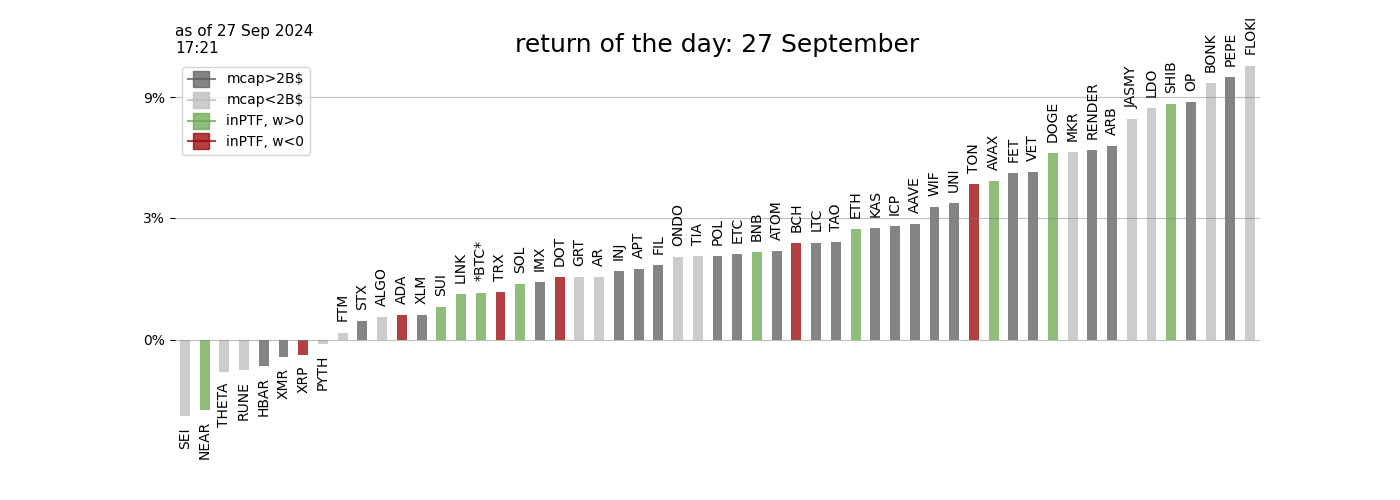 as of 27 Sep 2024
17:21
return of the day: 27 September
mcap>2B$
mcap<2B$
inPTF, w>0
inPTF, w<0
9%
3%
0%
SEI
NEAR
THETA
RUNE
HBAR
XMR
XRP
PYTH
FTM
STX
ALGO
ADA
XLM
SUI
LINK
*BTC*
TRX
SOL
IMX
DOT
GRT
AR
INJ
APT
FIL
ONDO
TIA
POL
ETC
BNB
ATOM
BCH
LTC
TAO
ETH
KAS
ICP
AAVE
WIF
UNI
TON
AVAX
FET
VET
DOGE
MKR
RENDER
ARB
JASMY
LDO
SHIB
OP
BONK
PEPE
FLOKI